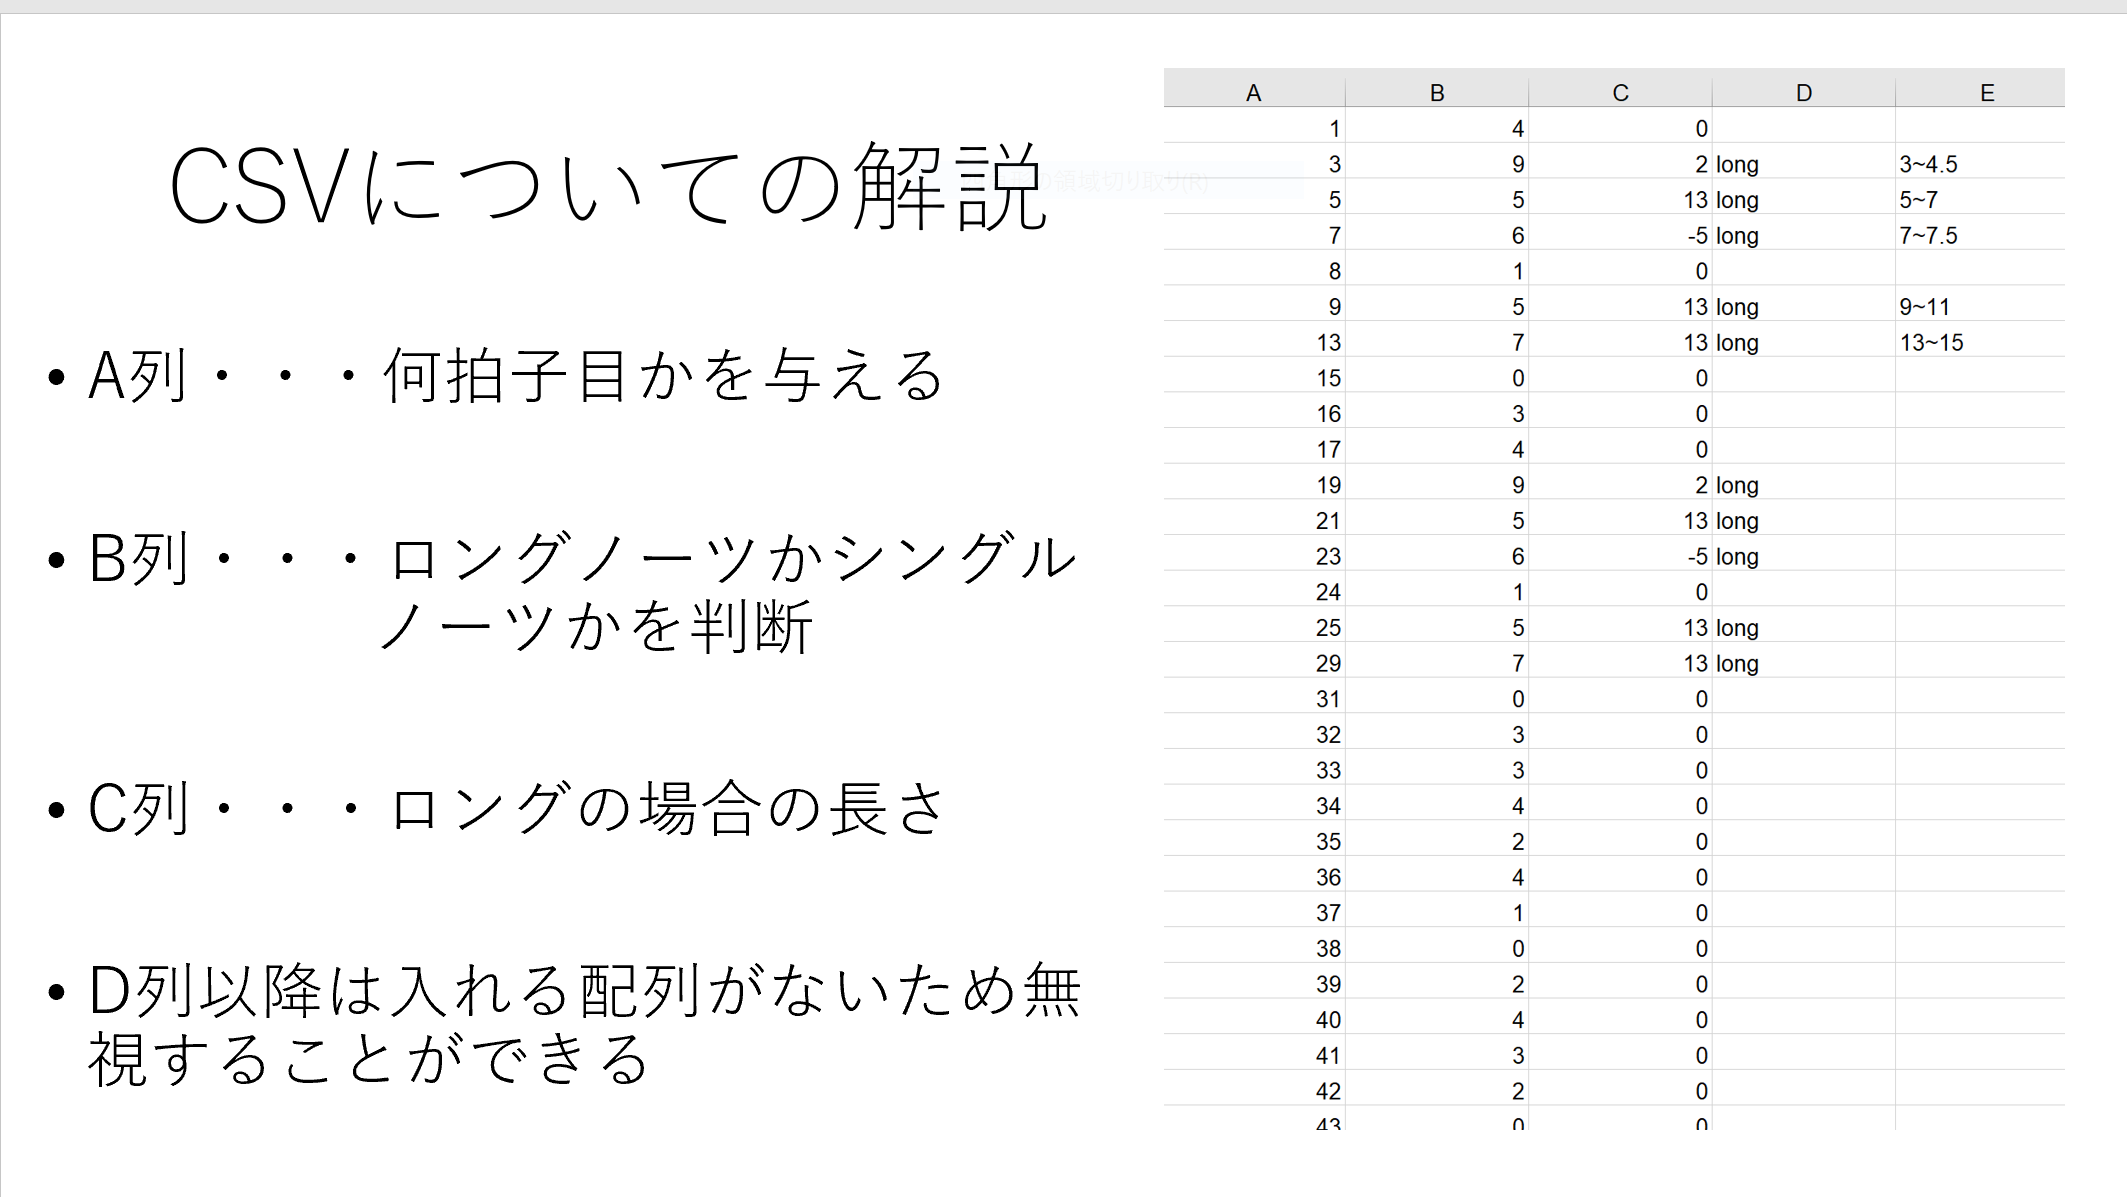 CSVについての解説
• A列・・・何拍子目かを与える
• B列・・・ロングノーツかシングル
ノーツかを判断
• C列・・・ロングの場合の長さ
• D列以降は入れる配列がないため無
視することができる
A B C D E
1 4 0
3 9 2 long 3~4.5
5 5 13 long 5~7
7 6 -5 long 7~7.5
8 1 0
9 5 13 long 9~11
13 7 13 long 13~15
15 0 0
16 3 0
17 4 0
19 9 2 long
21 5 13 long
23 6 -5 long
24 1 0
25 5 13 long
29 7 13 long
31 0 0
32 3 0
33 3 0
34 4 0
35 2 0
36 4 0
37 1 0
38 0 0
39 2 0
40 4 0
41 3 0
42 2 0
43 0 0